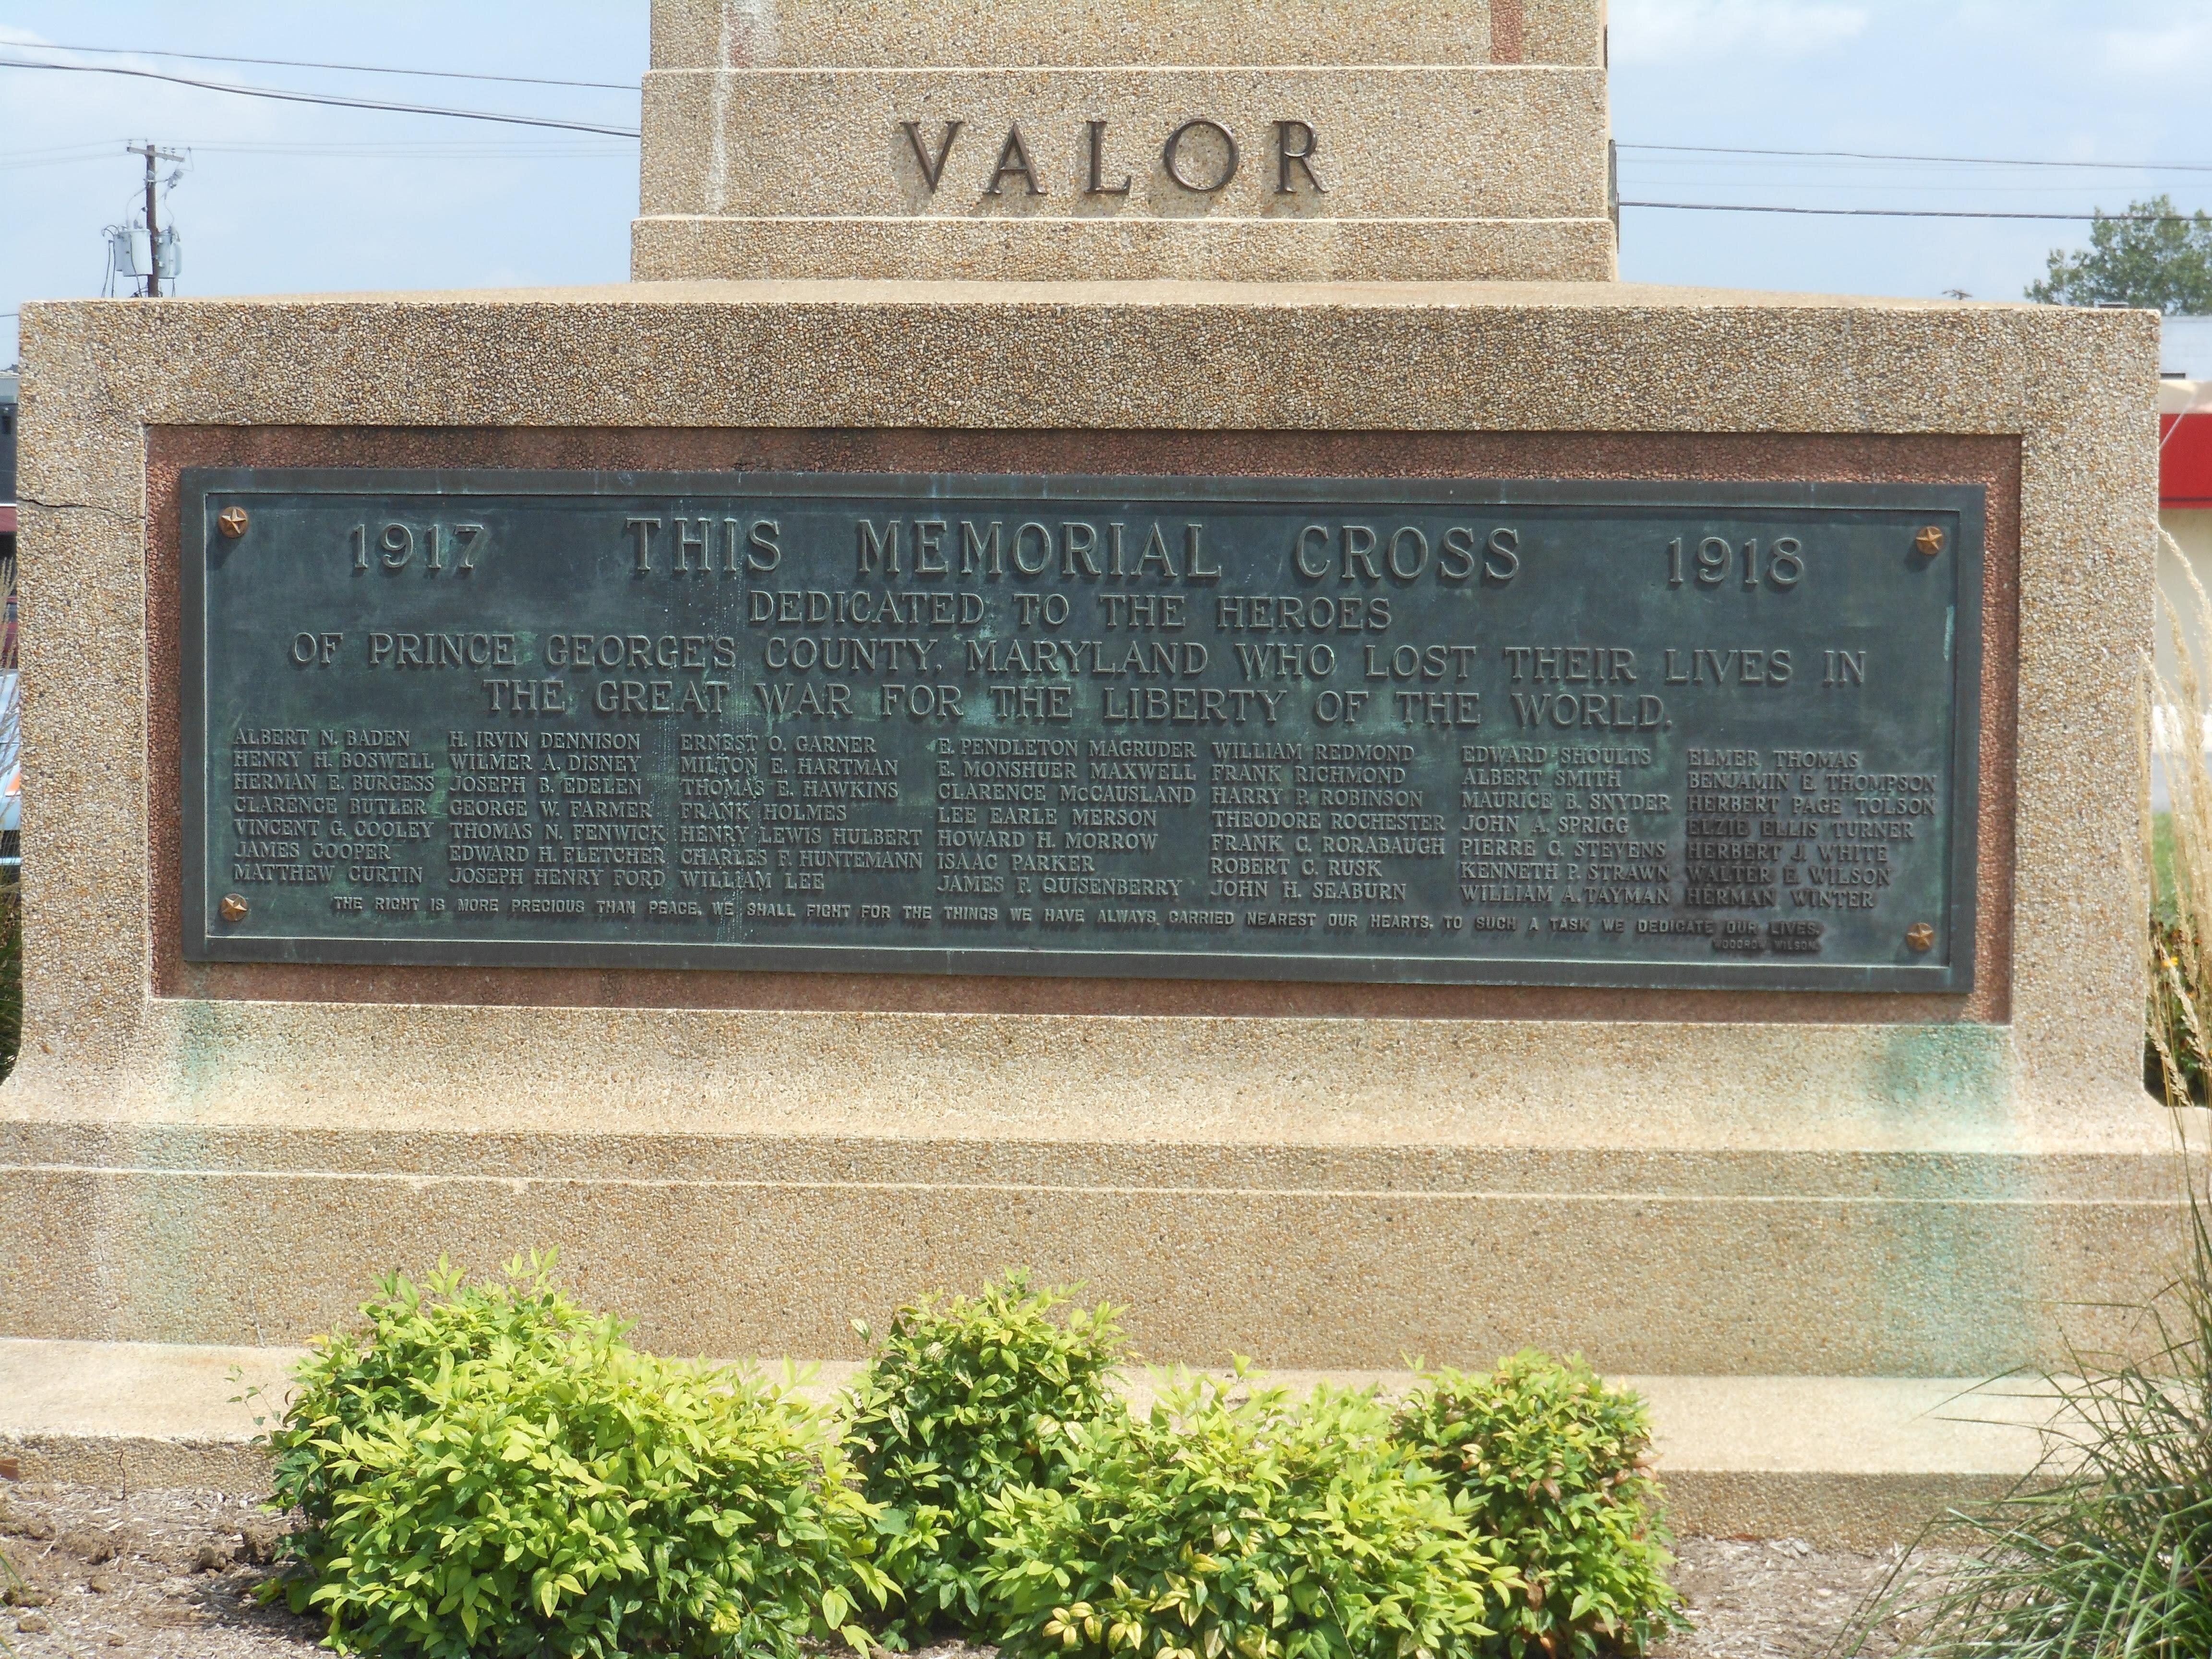 VALOR
1917 THIS MEMORIAL CROSS 1918
DEDICATED TO THE HEROES
OF PRINCE GEORGE'S COUNTY, MARYLAND WHO LOST THEIR LIVES IN
THE GREAT WAR FOR THE LIBERTY OF THE WORLD.
ALBERT N. BADEN
HENRY H. BOSWELL
HERMAN E. BURGESS
CLARENCE BUTLER
VINCENT G. COOLEY
JAMES COOPER
MATTHEW CURTIN
H. IRVIN DENNISON
WILMER A. DISNEY
JOSEPH B. EDELEN
GEORGE W. FARMER
THOMAS N. FENWICK
EDWARD H. FLETCHER
JOSEPH HENRY FORD
ERNEST O. GARNER
MILTON E. HARTMAN
THOMAS E. HAWKINS
FRANK HOLMES
HENRY LEWIS HULBERT
CHARLES F. HUNTEMANN
WILLIAM LEE
E. PENDLETON MAGRUDER
E. MONSHUER MAXWELL
CLARENCE McCAUSLAND
LEE EARLE MERSON
HOWARD H. MORROW
ISAAC PARKER
JAMES F. QUISENBERRY
WILLIAM REDMOND
FRANK RICHMOND
HARRY P. ROBINSON
THEODORE ROCHESTER
FRANK C. RORABAUGH
ROBERT C. RUSK
JOHN H. SEABURN
EDWARD SHOULTS
ALBERT SMITH
MAURICE B. SNYDER
JOHN A. SPRIGG
PIERRE C. STEVENS
KENNETH P. STRAWN
WILLIAM A. TAYMAN
ELMER THOMAS
BENJAMIN E. THOMPSON
HERBERT PAGE TOLSON
ELZIE ELLIS TURNER
HERBERT J. WHITE
WALTER E. WILSON
HERMAN WINTER
THE RIGHT IS MORE PRECIOUS THAN PEACE. WE SHALL FIGHT FOR THE THINGS WE HAVE ALWAYS CARRIED NEAREST OUR HEARTS. TO SUCH A TASK WE DEDICATE OUR LIVES.
WOODROW WILSON.